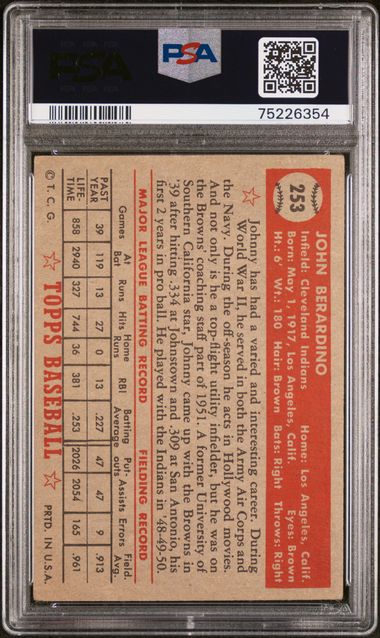 PSA
PSA
75226354
253
JOHN BERARDINO
Infield: Cleveland Indians Home: Los Angeles, Calif.
Born: May 1, 1917, Los Angeles, Calif. Eyes: Brown
Ht.: 6' Wt.: 180 Hair: Brown Bats: Right Throws: Right
Johnny has had a varied and interesting career. During
World War II, he served in both the Army Air Corps and
the Navy. During the off-season he acts in Hollywood movies.
And not only is he a top-flight utility infielder, but he was on
the Browns' coaching staff part of 1951. A former University of
Southern California star, Johnny came up with the Browns in
'39 after hitting .334 at Johnstown and .309 at San Antonio, his
first 2 years in pro ball. He played with the Indians in '48-49-50.
MAJOR LEAGUE BATTING RECORD FIELDING RECORD
Games At Bat Runs Hits Home Runs RBI Batting Average Put-outs Assists Errors Field. Avg.
PAST YEAR 39 119 13 27 0 13 .227 47 47 9 .913
LIFE-TIME 858 2940 327 744 36 381 .253 2026 2054 165 .961
© T. C. G. TOPPS BASEBALL PRTD. IN U.S.A.